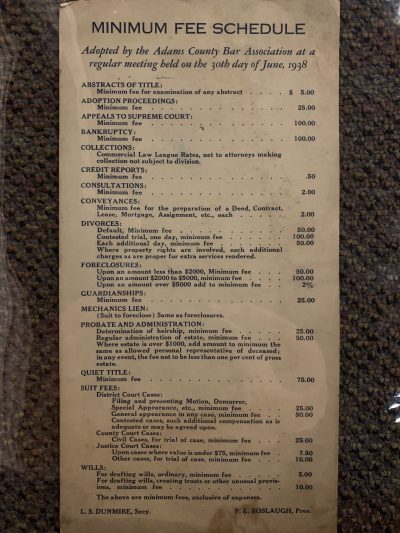 MINIMUM FEE SCHEDULE
Adopted by the Adams County Bar Association at a
regular meeting held on the 30th day of June, 1938
ABSTRACTS OF TITLE:
Minimum fee for examination of any abstract . . . . . $ 5.00
ADOPTION PROCEEDINGS:
Minimum fee . . . . . . . . . . 25.00
APPEALS TO SUPREME COURT:
Minimum fee . . . . . . . . . . 100.00
BANKRUPTCY:
Minimum fee . . . . . . . . . . 100.00
COLLECTIONS:
Commercial Law League Rates, net to attorneys making
collection not subject to division.
CREDIT REPORTS:
Minimum fee . . . . . . . . . . .50
CONSULTATIONS:
Minimum fee . . . . . . . . . . 2.00
CONVEYANCES:
Minimum fee for the preparation of a Deed, Contract,
Lease, Mortgage, Assignment, etc., each . . . . . 2.00
DIVORCES:
Default, Minimum fee . . . . . . . . 50.00
Contested trial, one day, minimum fee . . . . . 100.00
Each additional day, minimum fee . . . . . . 50.00
Where property rights are involved, such additional
charges as are proper for extra services rendered.
FORECLOSURES:
Upon an amount less than $2000, Minimum fee . . . . 50.00
Upon an amount $2000 to $5000, minimum fee . . . . 100.00
Upon an amount over $5000 add to minimum fee . . . . 2%
GUARDIANSHIPS:
Minimum fee . . . . . . . . . . 25.00
MECHANICS LIEN:
(Suit to foreclose) Same as foreclosures.
PROBATE AND ADMINISTRATION:
Determination of heirship, minimum fee . . . . . 25.00
Regular administration of estate, minimum fee . . . . 50.00
Where estate is over $1000, add amount to minimum the
same as allowed personal representative of deceased;
in any event, the fee not to be less than one per cent of gross
estate.
QUIET TITLE:
Minimum fee . . . . . . . . . . 75.00
SUIT FEES:
District Court Cases:
Filing and presenting Motion, Demurrer,
Special Appearance, etc., minimum fee . . . . . 25.00
General appearance in any case, minimum fee . . . . 50.00
Contested cases, such additional compensation as is
adequate or may be agreed upon.
County Court Cases:
Civil Cases, for trial of case, minimum fee . . . . 25.00
Justice Court Cases:
Upon cases where value is under $75, minimum fee . . . 7.50
Other cases, for trial of case, minimum fee . . . . 10.00
WILLS:
For drafting wills, ordinary, minimum fee . . . . . 5.00
For drafting wills, creating trusts or other unusual provis-
ions, minimum fee . . . . . . . . . 10.00
The above are minimum fees, exclusive of expenses.
L. S. DUNMIRE, Secy. P. E. BOSLAUGH, Pres.